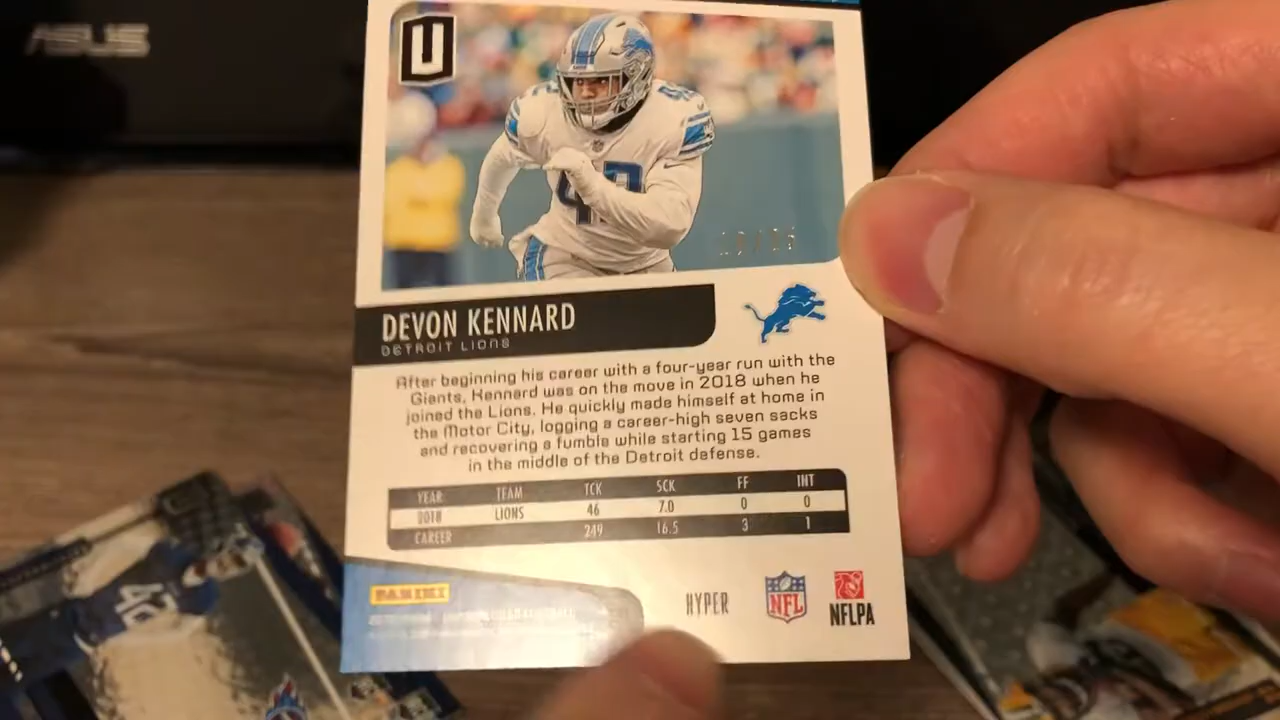 ASUS
U
42
DEVON KENNARD
DETROIT LIONS
After beginning his career with a four-year run with the
Giants, Kennard was on the move in 2018 when he
joined the Lions. He quickly made himself at home in
the Motor City, logging a career-high seven sacks
and recovering a fumble while starting 15 games
in the middle of the Detroit defense.
YEAR TEAM TCK SCK FF INT
2018 LIONS 46 7.0 0 0
CAREER 249 16.5 3 1
PANINI
HYPER
NFL
NFLPA